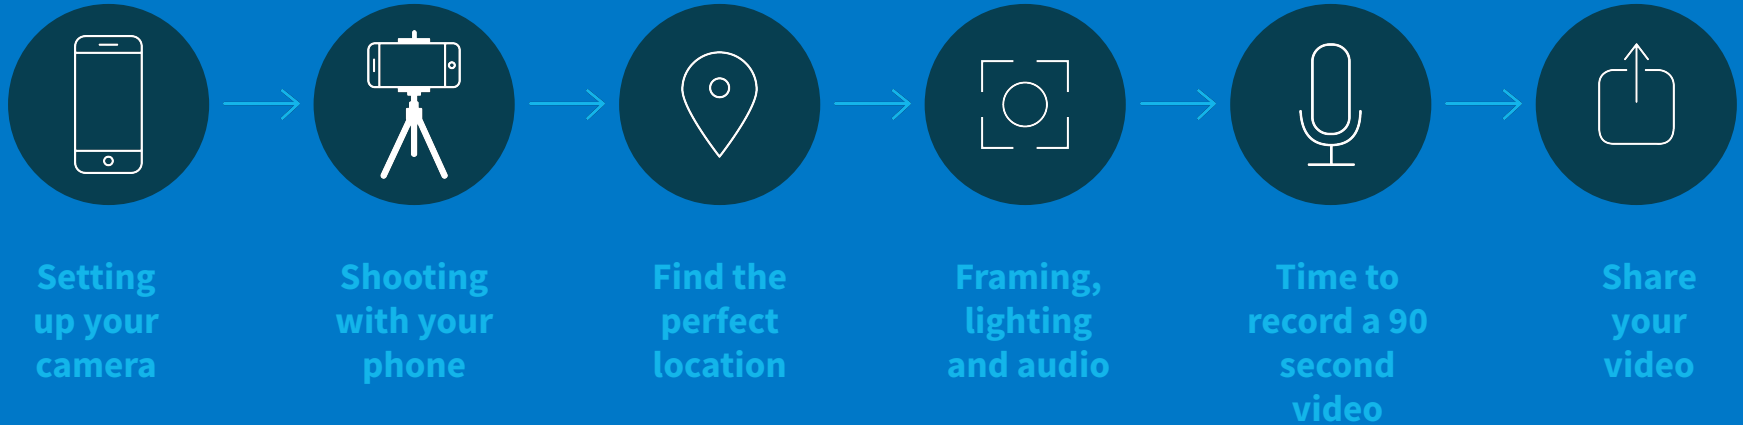 Setting
up your
camera
Shooting
with your
phone
Find the
perfect
location
Framing,
lighting
and audio
Time to
record a 90
second
video
Share
your
video